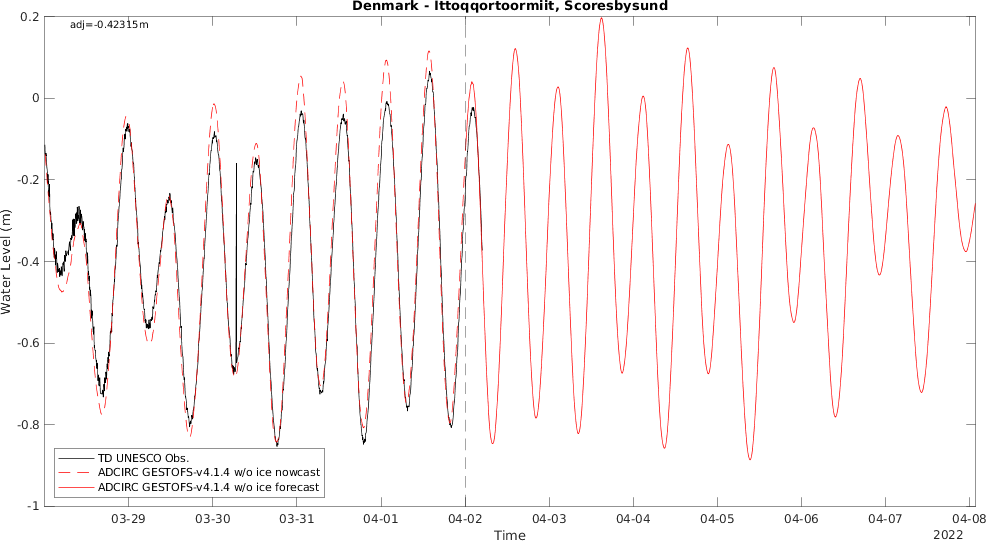 Denmark - Ittoqqortoormiit, Scoresbysund
adj=-0.42315m
0.2
0
-0.2
-0.4
-0.6
-0.8
-1
Water Level (m)
TD UNESCO Obs.
ADCIRC GESTOFS-v4.1.4 w/o ice nowcast
ADCIRC GESTOFS-v4.1.4 w/o ice forecast
03-29 03-30 03-31 04-01 04-02 04-03 04-04 04-05 04-06 04-07 04-08
Time
2022